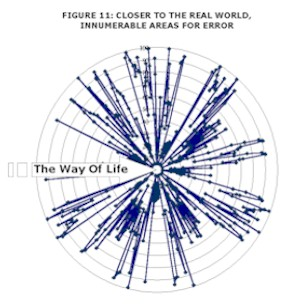 FIGURE 11: CLOSER TO THE REAL WORLD,
INNUMERABLE AREAS FOR ERROR
The Way Of Life